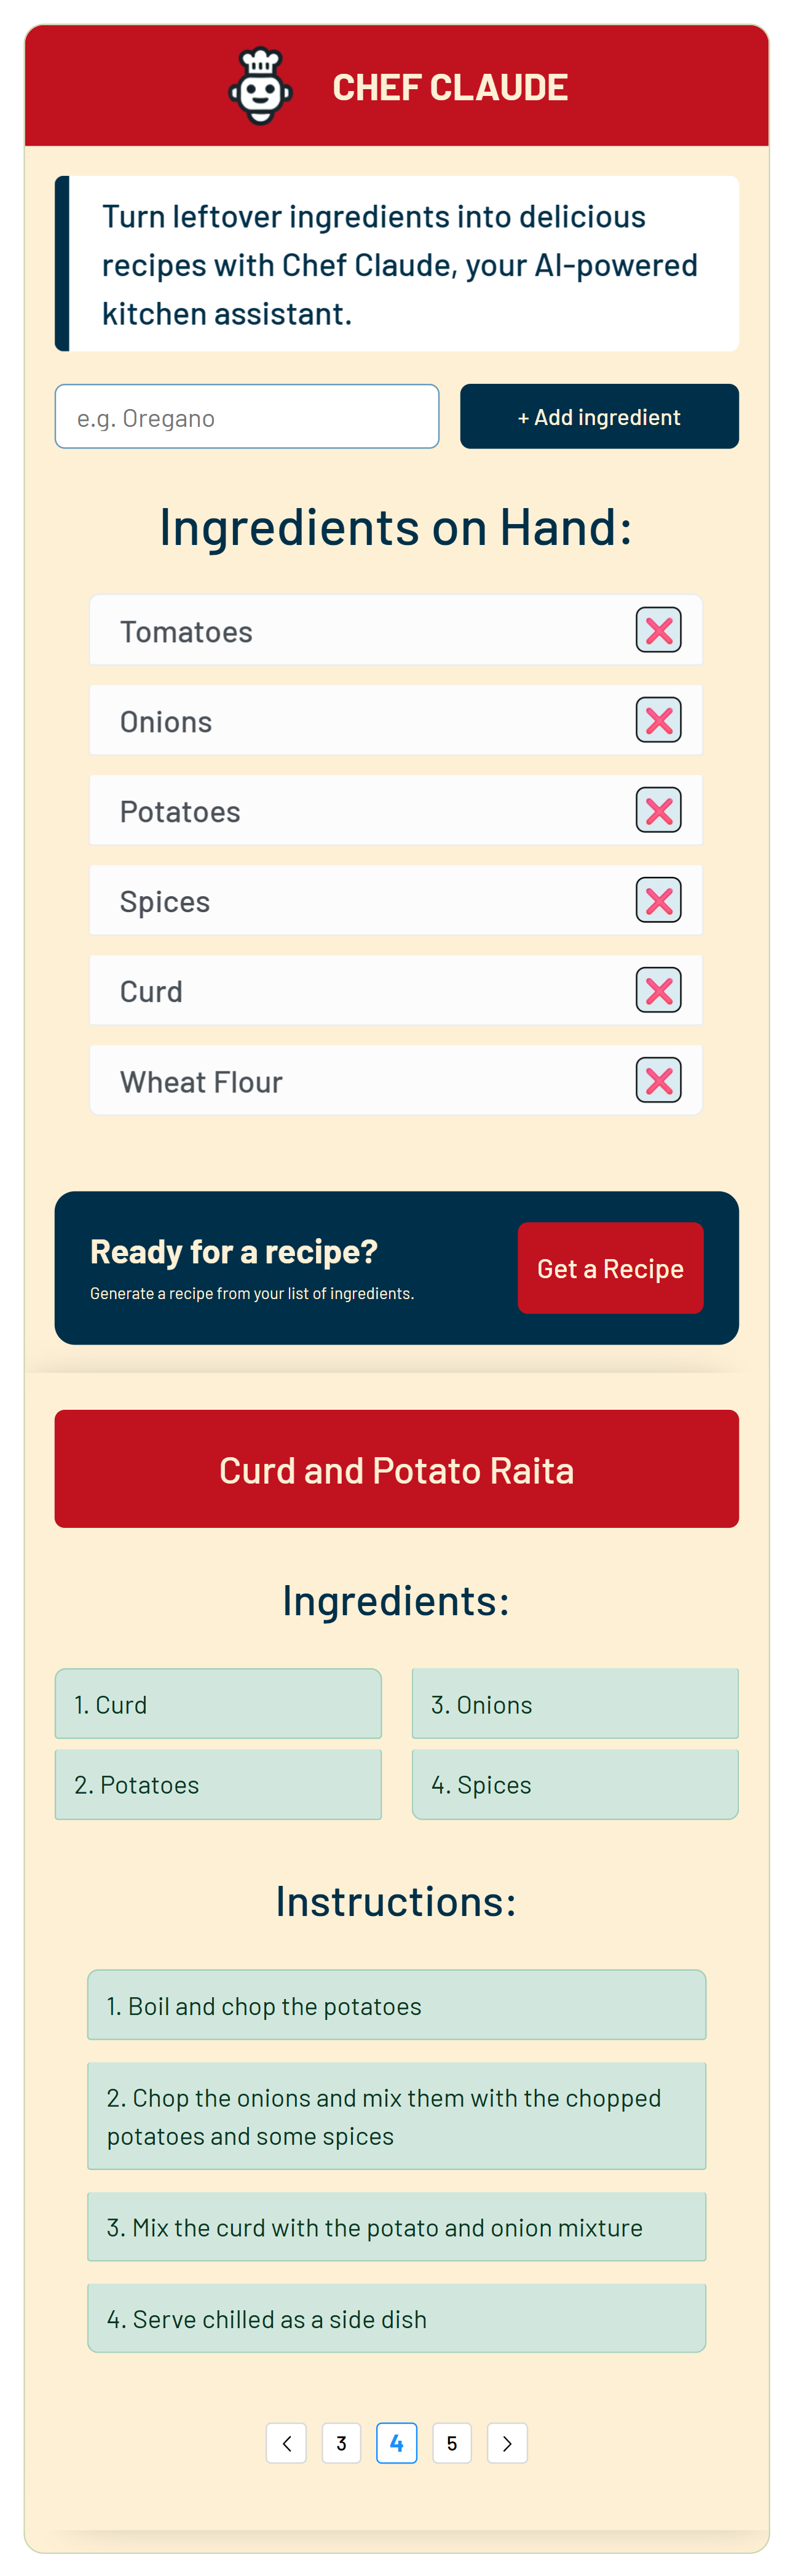 CHEF CLAUDE
Turn leftover ingredients into delicious
recipes with Chef Claude, your AI-powered
kitchen assistant.
e.g. Oregano
+ Add ingredient
Ingredients on Hand:
Tomatoes
Onions
Potatoes
Spices
Curd
Wheat Flour
Ready for a recipe?
Generate a recipe from your list of ingredients.
Get a Recipe
Curd and Potato Raita
Ingredients:
1. Curd
2. Potatoes
3. Onions
4. Spices
Instructions:
1. Boil and chop the potatoes
2. Chop the onions and mix them with the chopped
potatoes and some spices
3. Mix the curd with the potato and onion mixture
4. Serve chilled as a side dish
3 4 5